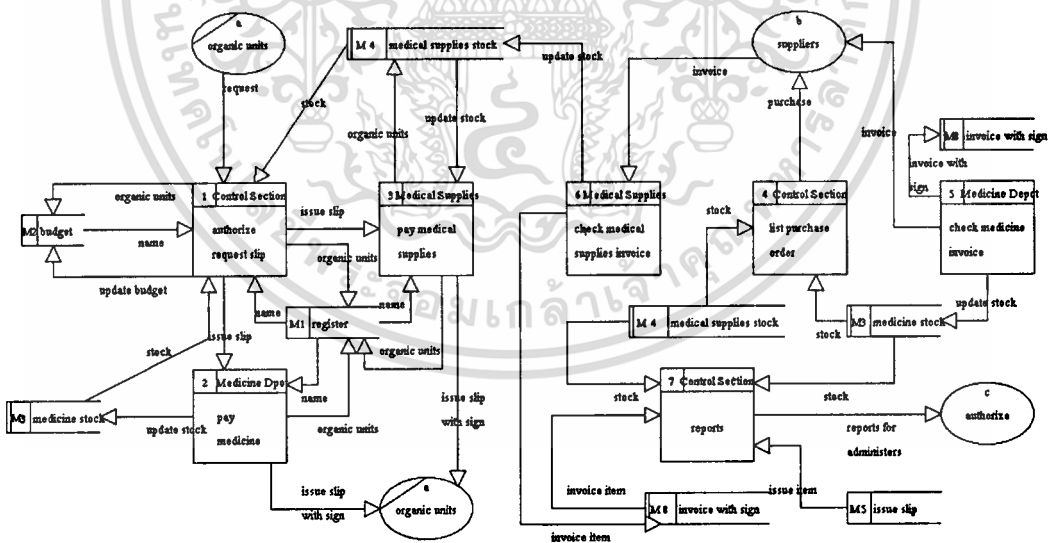 a
organic units
M 4 medical supplies stock
b
suppliers
request
stock
organic units
update stock
update stock
invoice
purchase
invoice
M8 invoice with sign
invoice with
sign
organic units
M2 budget
name
update budget
1 Control Section
authorize
request slip
issue slip
organic units
3 Medical Supplies
pay medical
supplies
6 Medical Supplies
check medical
supplies invoice
4 Control Section
list purchase
order
stock
5 Medicine Depot
check medicine
invoice
update stock
name
M1 register
name
organic units
stock
issue slip
M 4 medical supplies stock
stock
M3 medicine stock
2 Medicine Dpot
pay
medicine
name
organic units
M3 medicine stock
update stock
issue slip
with sign
issue slip
with sign
a
organic units
7 Control Section
reports
stock
stock
reports for
administers
c
authorize
invoice item
issue item
M 8 invoice with sign
M5 issue slip
invoice item